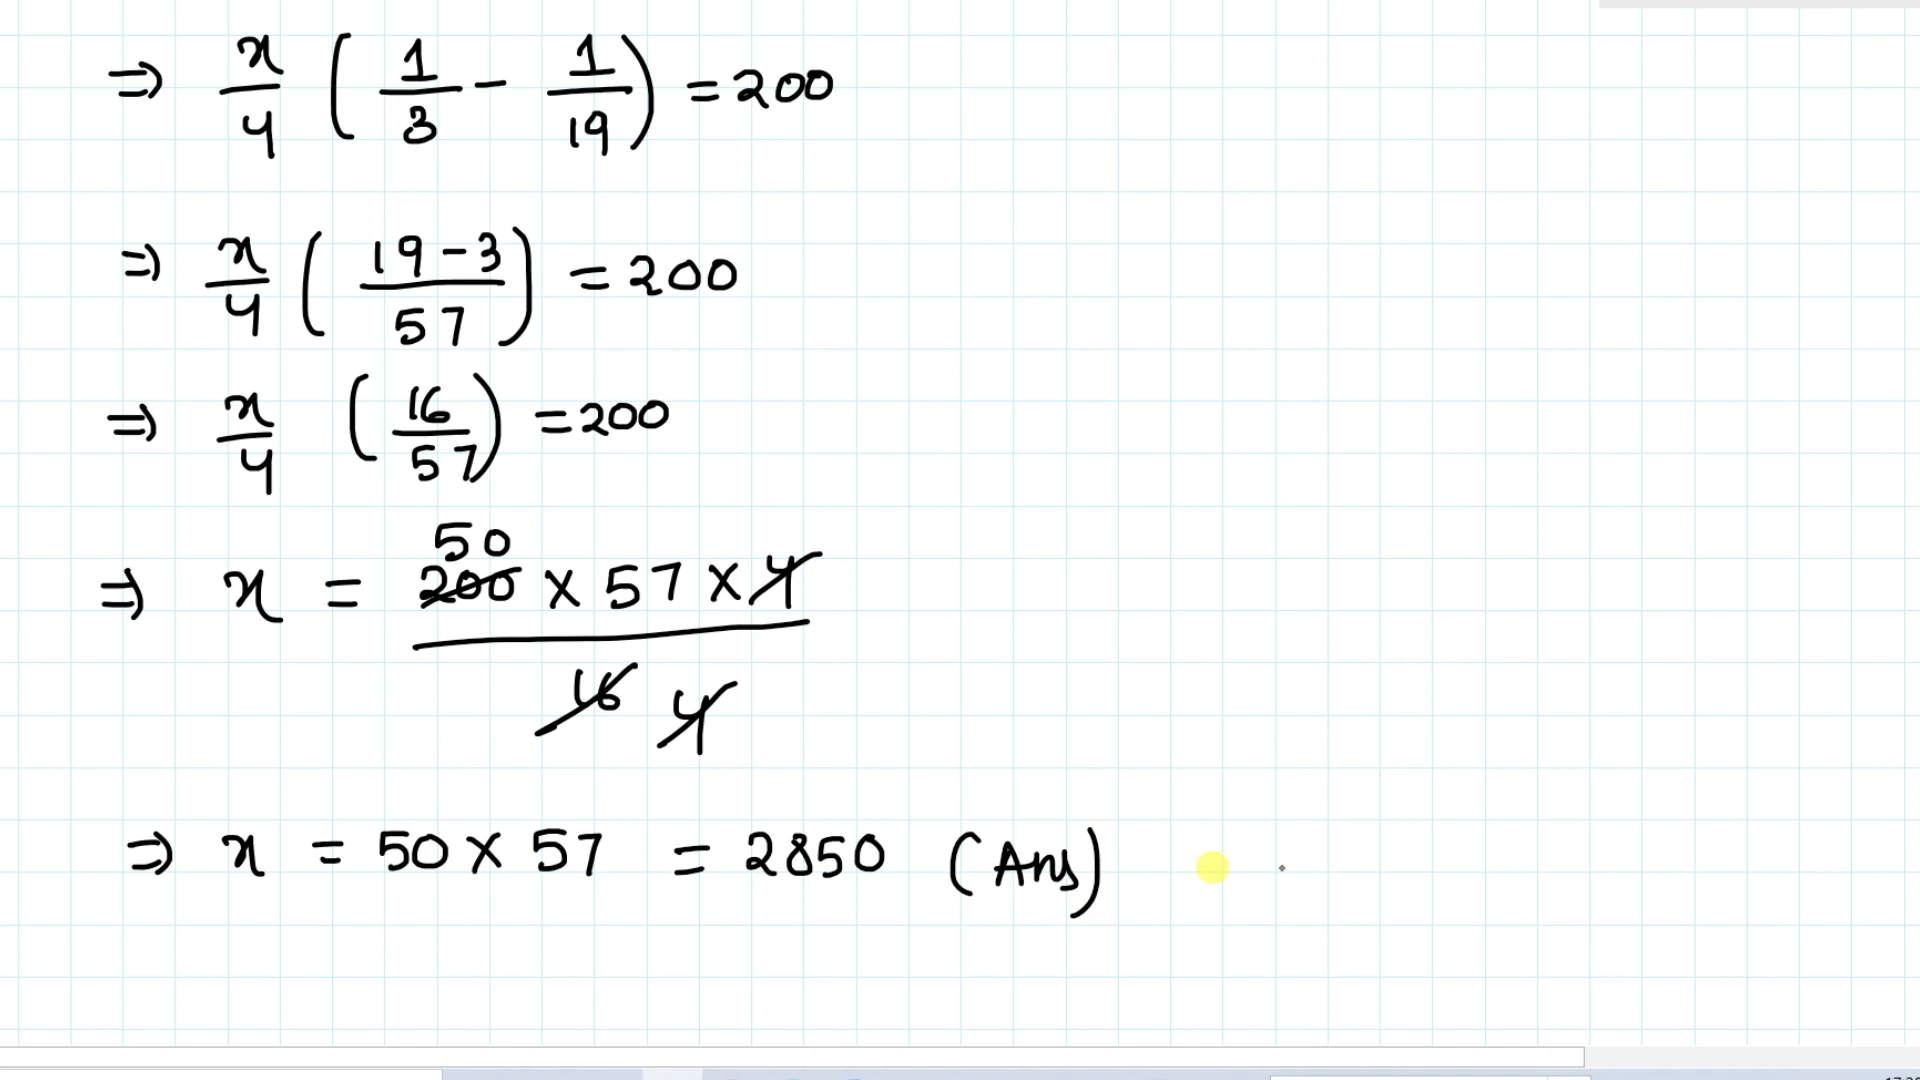 ⇒ x/4 ( 1/3 - 1/19 ) = 200
⇒ x/4 ( 19-3/57 ) = 200
⇒ x/4 ( 16/57 ) = 200
50
⇒ x = 200 × 57 × 4
16 4
⇒ x = 50 × 57 = 2850 (Ans)